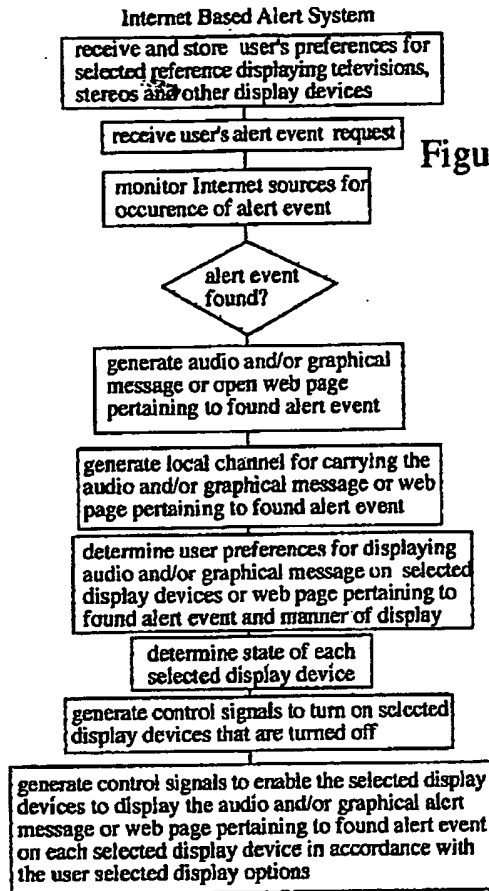 Internet Based Alert System
receive and store user's preferences for
selected reference displaying televisions,
stereos and other display devices
receive user's alert event request
Figu
monitor Internet sources for
occurence of alert event
alert event
found?
generate audio and/or graphical
message or open web page
pertaining to found alert event
generate local channel for carrying the
audio and/or graphical message or web
page pertaining to found alert event
determine user preferences for displaying
audio and/or graphical message on selected
display devices or web page pertaining to
found alert event and manner of display
determine state of each
selected display device
generate control signals to turn on selected
display devices that are turned off
generate control signals to enable the selected display
devices to display the audio and/or graphical alert
message or web page pertaining to found alert event
on each selected display device in accordance with
the user selected display options